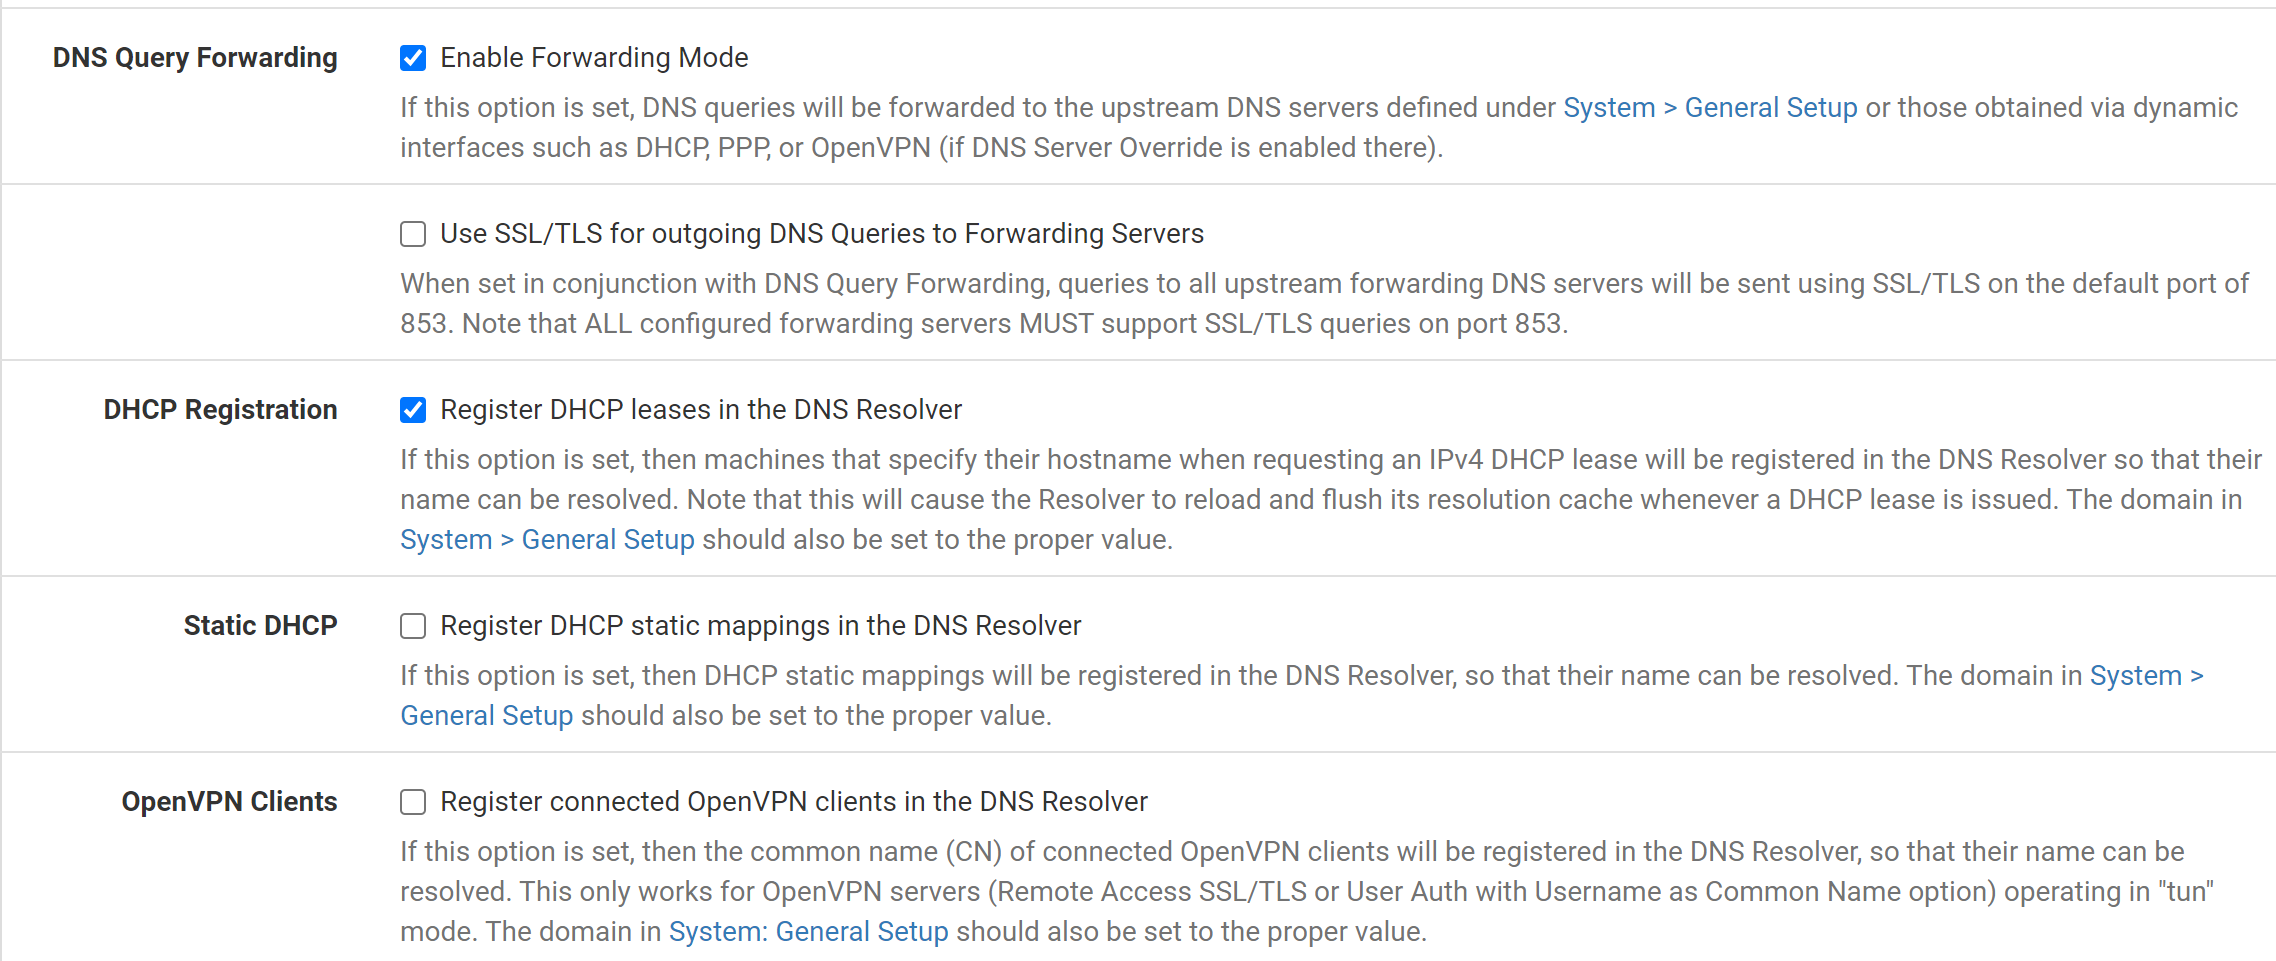 DNS Query Forwarding
Enable Forwarding Mode
If this option is set, DNS queries will be forwarded to the upstream DNS servers defined under System > General Setup or those obtained via dynamic
interfaces such as DHCP, PPP, or OpenVPN (if DNS Server Override is enabled there).
Use SSL/TLS for outgoing DNS Queries to Forwarding Servers
When set in conjunction with DNS Query Forwarding, queries to all upstream forwarding DNS servers will be sent using SSL/TLS on the default port of
853. Note that ALL configured forwarding servers MUST support SSL/TLS queries on port 853.
DHCP Registration
Register DHCP leases in the DNS Resolver
If this option is set, then machines that specify their hostname when requesting an IPv4 DHCP lease will be registered in the DNS Resolver so that their
name can be resolved. Note that this will cause the Resolver to reload and flush its resolution cache whenever a DHCP lease is issued. The domain in
System > General Setup should also be set to the proper value.
Static DHCP
Register DHCP static mappings in the DNS Resolver
If this option is set, then DHCP static mappings will be registered in the DNS Resolver, so that their name can be resolved. The domain in System >
General Setup should also be set to the proper value.
OpenVPN Clients
Register connected OpenVPN clients in the DNS Resolver
If this option is set, then the common name (CN) of connected OpenVPN clients will be registered in the DNS Resolver, so that their name can be
resolved. This only works for OpenVPN servers (Remote Access SSL/TLS or User Auth with Username as Common Name option) operating in "tun"
mode. The domain in System: General Setup should also be set to the proper value.